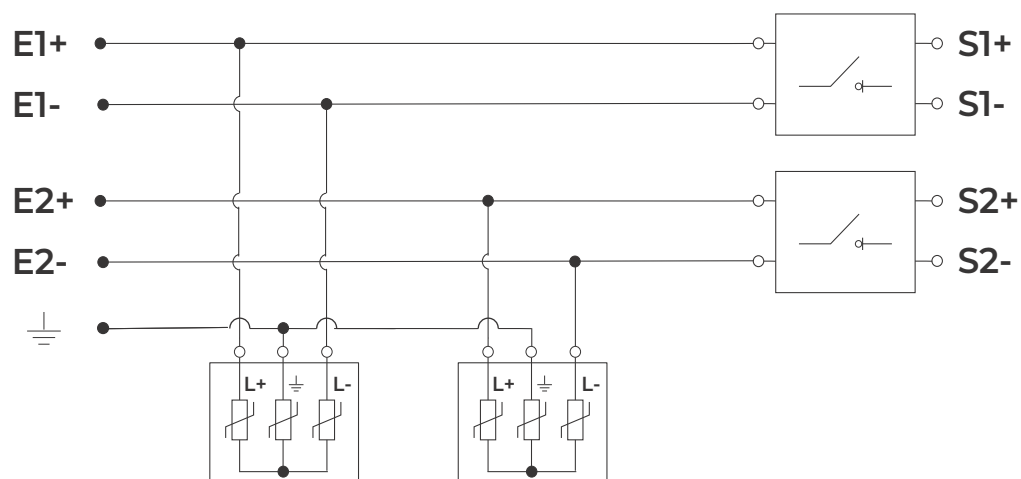 E1+ S1+
E1- S1-
E2+ S2+
E2- S2-
L+ L- L+ L-